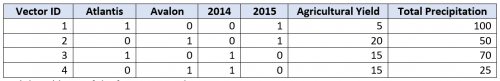 Vector ID Atlantis Avalon 2014 2015 Agricultural Yield Total Precipitation
1 1 0 0 1 5 100
2 0 1 0 1 20 50
3 1 0 1 0 15 70
4 0 1 1 0 15 25